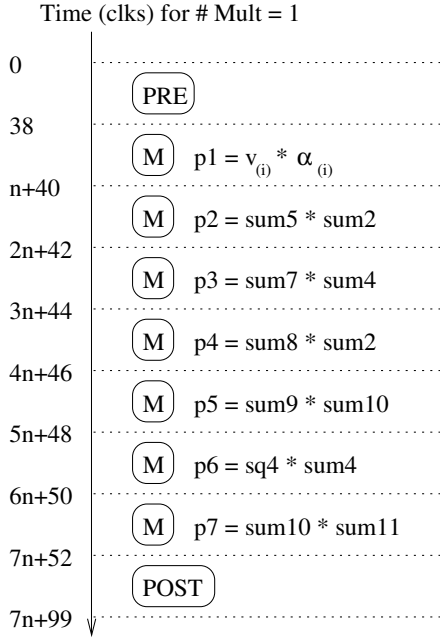 Time (clks) for # Mult = 1
0
PRE
38
M p1 = v(i) * α(i)
n+40
M p2 = sum5 * sum2
2n+42
M p3 = sum7 * sum4
3n+44
M p4 = sum8 * sum2
4n+46
M p5 = sum9 * sum10
5n+48
M p6 = sq4 * sum4
6n+50
M p7 = sum10 * sum11
7n+52
POST
7n+99